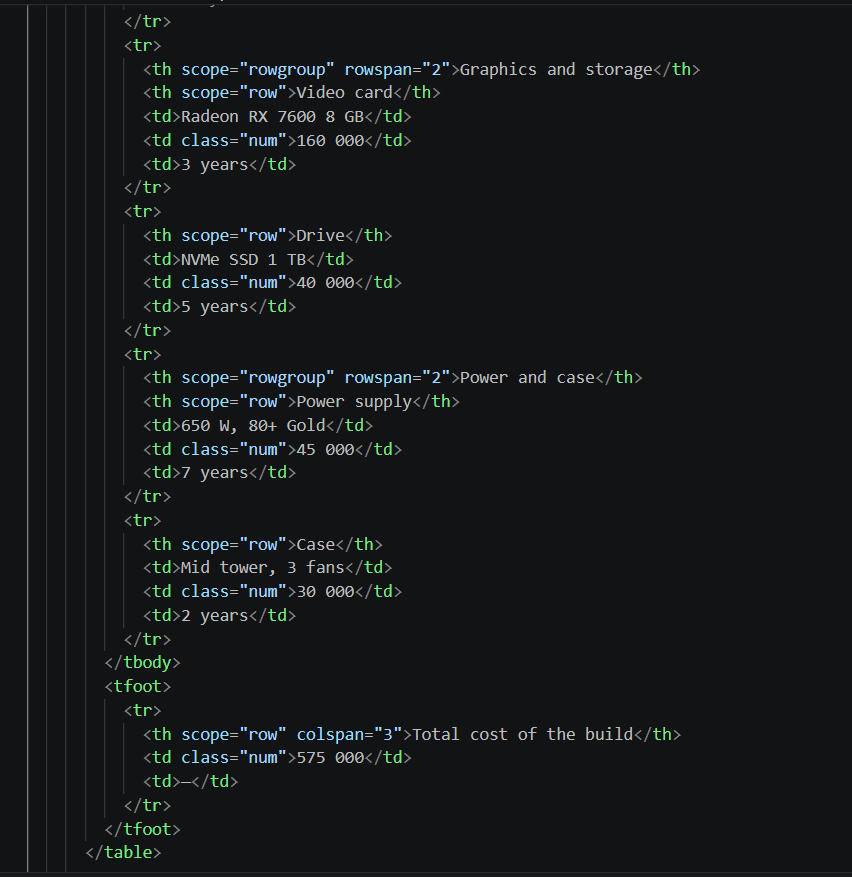 </tr>
<tr>
<th scope="rowgroup" rowspan="2">Graphics and storage</th>
<th scope="row">Video card</th>
<td>Radeon RX 7600 8 GB</td>
<td class="num">160 000</td>
<td>3 years</td>
</tr>
<tr>
<th scope="row">Drive</th>
<td>NVMe SSD 1 TB</td>
<td class="num">40 000</td>
<td>5 years</td>
</tr>
<tr>
<th scope="rowgroup" rowspan="2">Power and case</th>
<th scope="row">Power supply</th>
<td>650 W, 80+ Gold</td>
<td class="num">45 000</td>
<td>7 years</td>
</tr>
<tr>
<th scope="row">Case</th>
<td>Mid tower, 3 fans</td>
<td class="num">30 000</td>
<td>2 years</td>
</tr>
</tbody>
<tfoot>
<tr>
<th scope="row" colspan="3">Total cost of the build</th>
<td class="num">575 000</td>
<td>—</td>
</tr>
</tfoot>
</table>